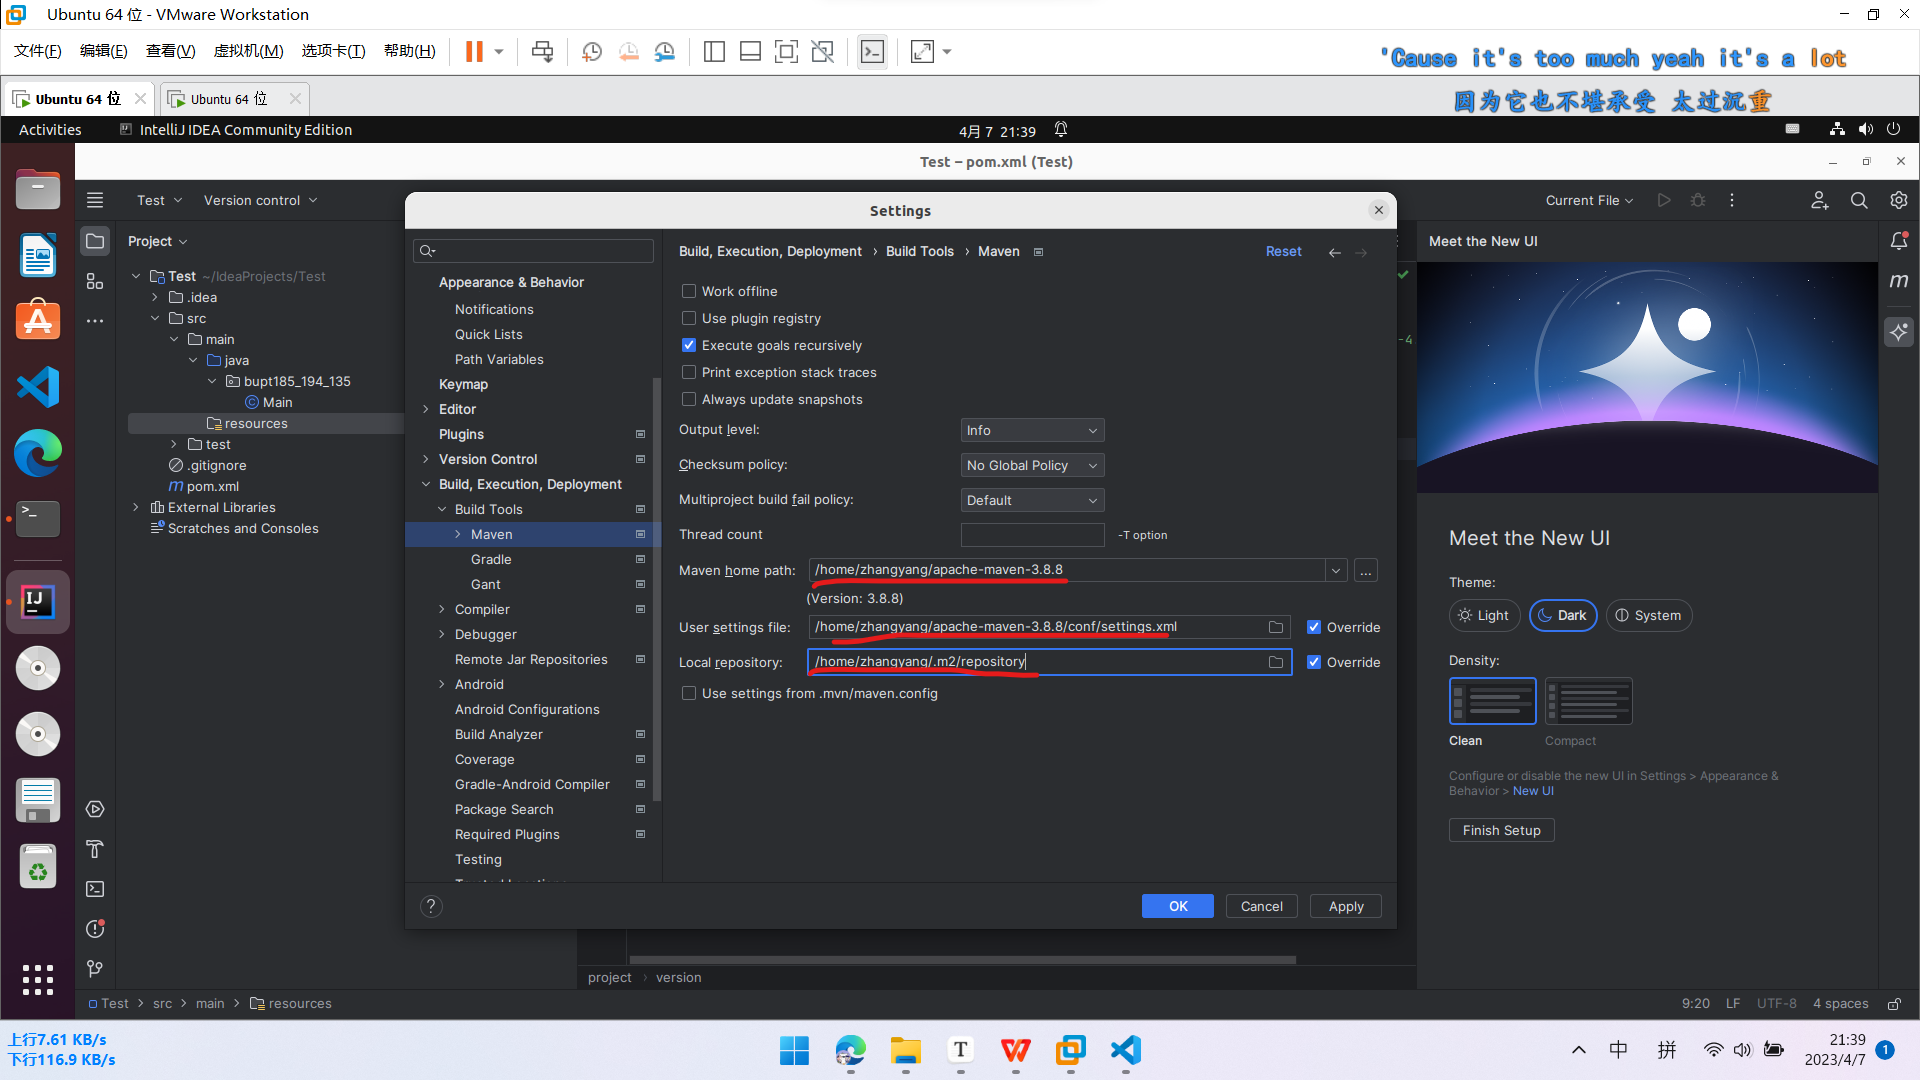 Ubuntu 64 位 - VMware Workstation
文件(F) 编辑(E) 查看(V) 虚拟机(M) 选项卡(T) 帮助(H)
'Cause it's too much yeah it's a lot
因为它也不堪承受 太过沉重
Ubuntu 64 位
Ubuntu 64 位
Activities
IntelliJ IDEA Community Edition
4月 7 21:39
Test – pom.xml (Test)
Test
Version control
Current File
Project
Test ~/IdeaProjects/Test
.idea
src
main
java
bupt185_194_135
Main
resources
test
.gitignore
pom.xml
External Libraries
Scratches and Consoles
Settings
Appearance & Behavior
Notifications
Quick Lists
Path Variables
Keymap
Editor
Plugins
Version Control
Build, Execution, Deployment
Build Tools
Maven
Gradle
Gant
Compiler
Debugger
Remote Jar Repositories
Android
Android Configurations
Build Analyzer
Coverage
Gradle-Android Compiler
Package Search
Required Plugins
Testing
Build, Execution, Deployment › Build Tools › Maven
Reset
Work offline
Use plugin registry
Execute goals recursively
Print exception stack traces
Always update snapshots
Output level: Info
Checksum policy: No Global Policy
Multiproject build fail policy: Default
Thread count -T option
Maven home path: /home/zhangyang/apache-maven-3.8.8 ...
(Version: 3.8.8)
User settings file: /home/zhangyang/apache-maven-3.8.8/conf/settings.xml Override
Local repository: /home/zhangyang/.m2/repository Override
Use settings from .mvn/maven.config
? OK Cancel Apply
-4
Meet the New UI
Meet the New UI
Theme:
Light Dark System
Density:
Clean Compact
Configure or disable the new UI in Settings > Appearance &
Behavior > New UI
Finish Setup
project › version
Test > src > main > resources
9:20 LF UTF-8 4 spaces
上行7.61 KB/s
下行116.9 KB/s
中 拼
21:39
2023/4/7
1